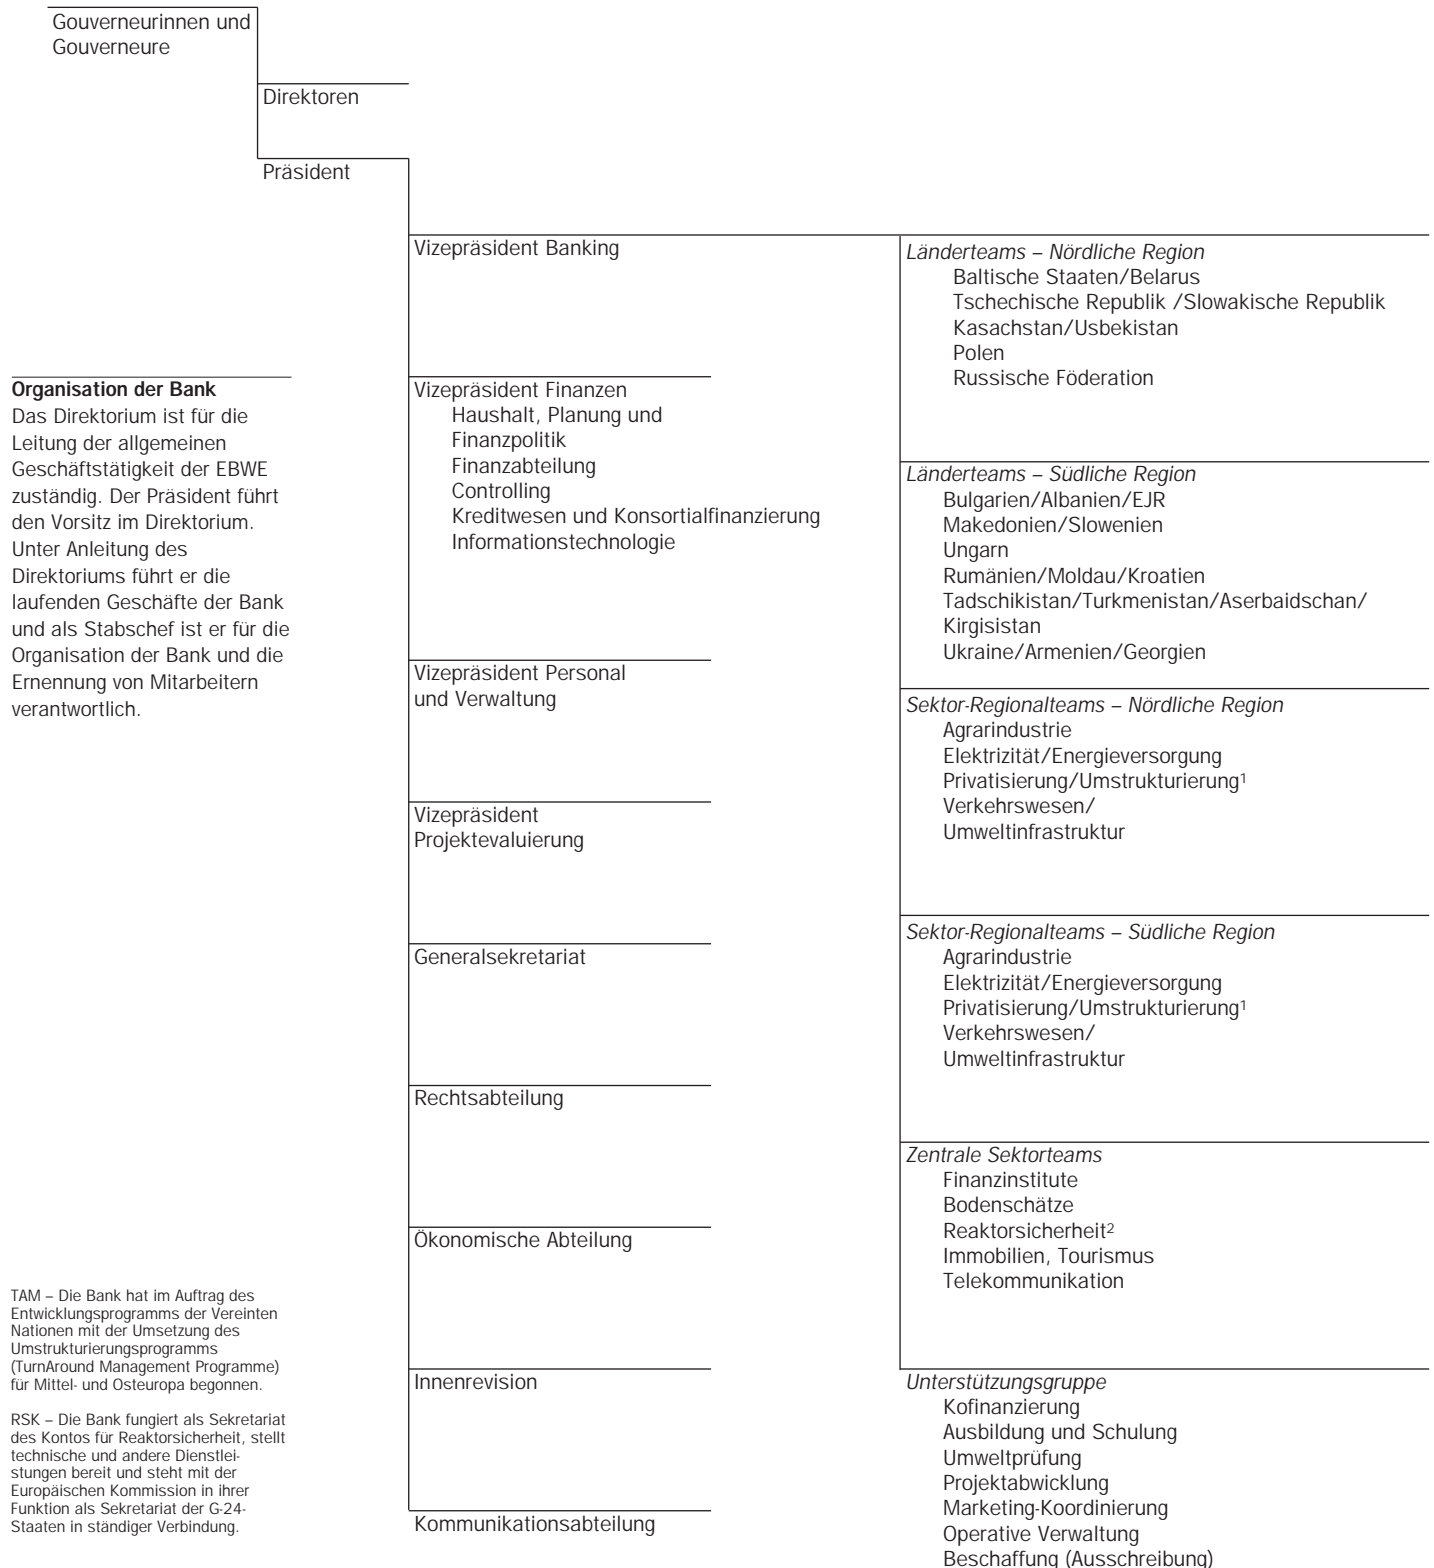 Gouverneurinnen und
Gouverneure
Direktoren
Präsident
Organisation der Bank
Das Direktorium ist für die
Leitung der allgemeinen
Geschäftstätigkeit der EBWE
zuständig. Der Präsident führt
den Vorsitz im Direktorium.
Unter Anleitung des
Direktoriums führt er die
laufenden Geschäfte der Bank
und als Stabschef ist er für die
Organisation der Bank und die
Ernennung von Mitarbeitern
verantwortlich.
TAM – Die Bank hat im Auftrag des
Entwicklungsprogramms der Vereinten
Nationen mit der Umsetzung des
Umstrukturierungsprogramms
(TurnAround Management Programme)
für Mittel- und Osteuropa begonnen.
RSK – Die Bank fungiert als Sekretariat
des Kontos für Reaktorsicherheit, stellt
technische und andere Dienstlei-
stungen bereit und steht mit der
Europäischen Kommission in ihrer
Funktion als Sekretariat der G-24-
Staaten in ständiger Verbindung.
Vizepräsident Banking
Vizepräsident Finanzen
Haushalt, Planung und
Finanzpolitik
Finanzabteilung
Controlling
Kreditwesen und Konsortialfinanzierung
Informationstechnologie
Vizepräsident Personal
und Verwaltung
Vizepräsident
Projektevaluierung
Generalsekretariat
Rechtsabteilung
Ökonomische Abteilung
Innenrevision
Kommunikationsabteilung
Länderteams – Nördliche Region
Baltische Staaten/Belarus
Tschechische Republik /Slowakische Republik
Kasachstan/Usbekistan
Polen
Russische Föderation
Länderteams – Südliche Region
Bulgarien/Albanien/EJR
Makedonien/Slowenien
Ungarn
Rumänien/Moldau/Kroatien
Tadschikistan/Turkmenistan/Aserbaidschan/
Kirgisistan
Ukraine/Armenien/Georgien
Sektor-Regionalteams – Nördliche Region
Agrarindustrie
Elektrizität/Energieversorgung
Privatisierung/Umstrukturierung¹
Verkehrswesen/
Umweltinfrastruktur
Sektor-Regionalteams – Südliche Region
Agrarindustrie
Elektrizität/Energieversorgung
Privatisierung/Umstrukturierung¹
Verkehrswesen/
Umweltinfrastruktur
Zentrale Sektorteams
Finanzinstitute
Bodenschätze
Reaktorsicherheit²
Immobilien, Tourismus
Telekommunikation
Unterstützungsgruppe
Kofinanzierung
Ausbildung und Schulung
Umweltprüfung
Projektabwicklung
Marketing-Koordinierung
Operative Verwaltung
Beschaffung (Ausschreibung)